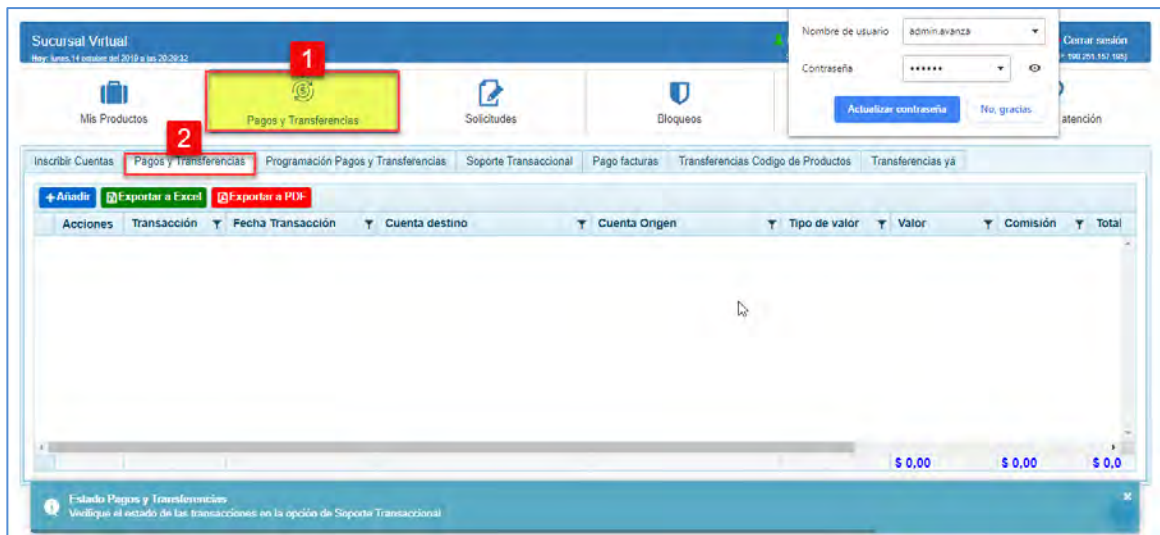 Sucursal Virtual
Hoy: lunes, 14 octubre del 2019 a las 20:29:32
1
Nombre de usuario admin.avanza
Contraseña ••••••
Actualizar contraseña No, gracias
Cerrar sesión
Mis Productos Pagos y Transferencias Solicitudes Bloqueos atención
2
Inscribir Cuentas Pagos y Transferencias Programación Pagos y Transferencias Soporte Transaccional Pago facturas Transferencias Codigo de Productos Transferencias ya
+Añadir Exportar a Excel Exportar a PDF
Acciones Transacción Fecha Transacción Cuenta destino Cuenta Origen Tipo de valor Valor Comisión Total
$ 0,00 $ 0,00 $ 0,0
Estado Pagos y Transferencias
Verifique el estado de las transacciones en la opción de Soporte Transaccional